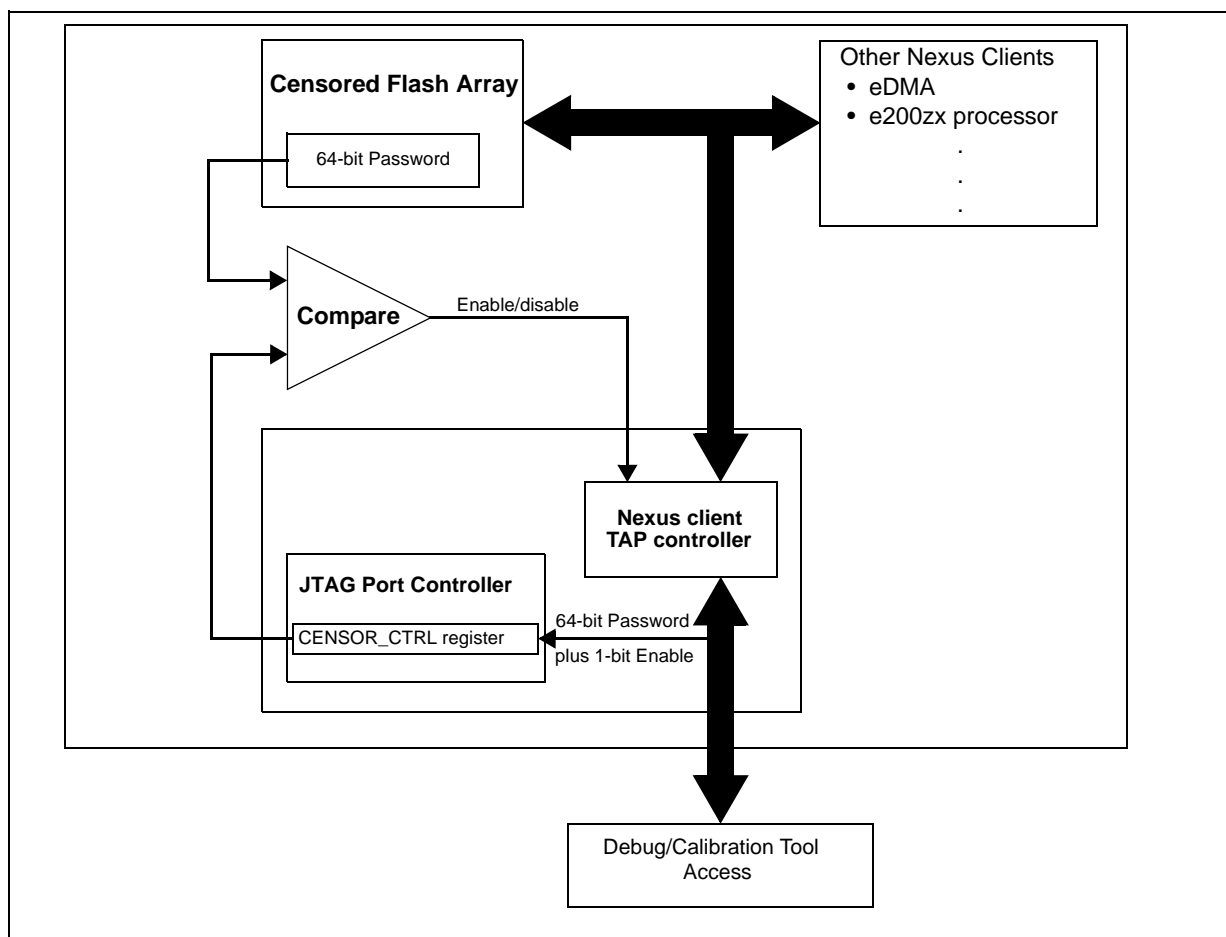 Censored Flash Array
64-bit Password
Other Nexus Clients
• eDMA
• e200zx processor
.
.
.
Compare
Enable/disable
Nexus client
TAP controller
JTAG Port Controller
CENSOR_CTRL register
64-bit Password
plus 1-bit Enable
Debug/Calibration Tool
Access